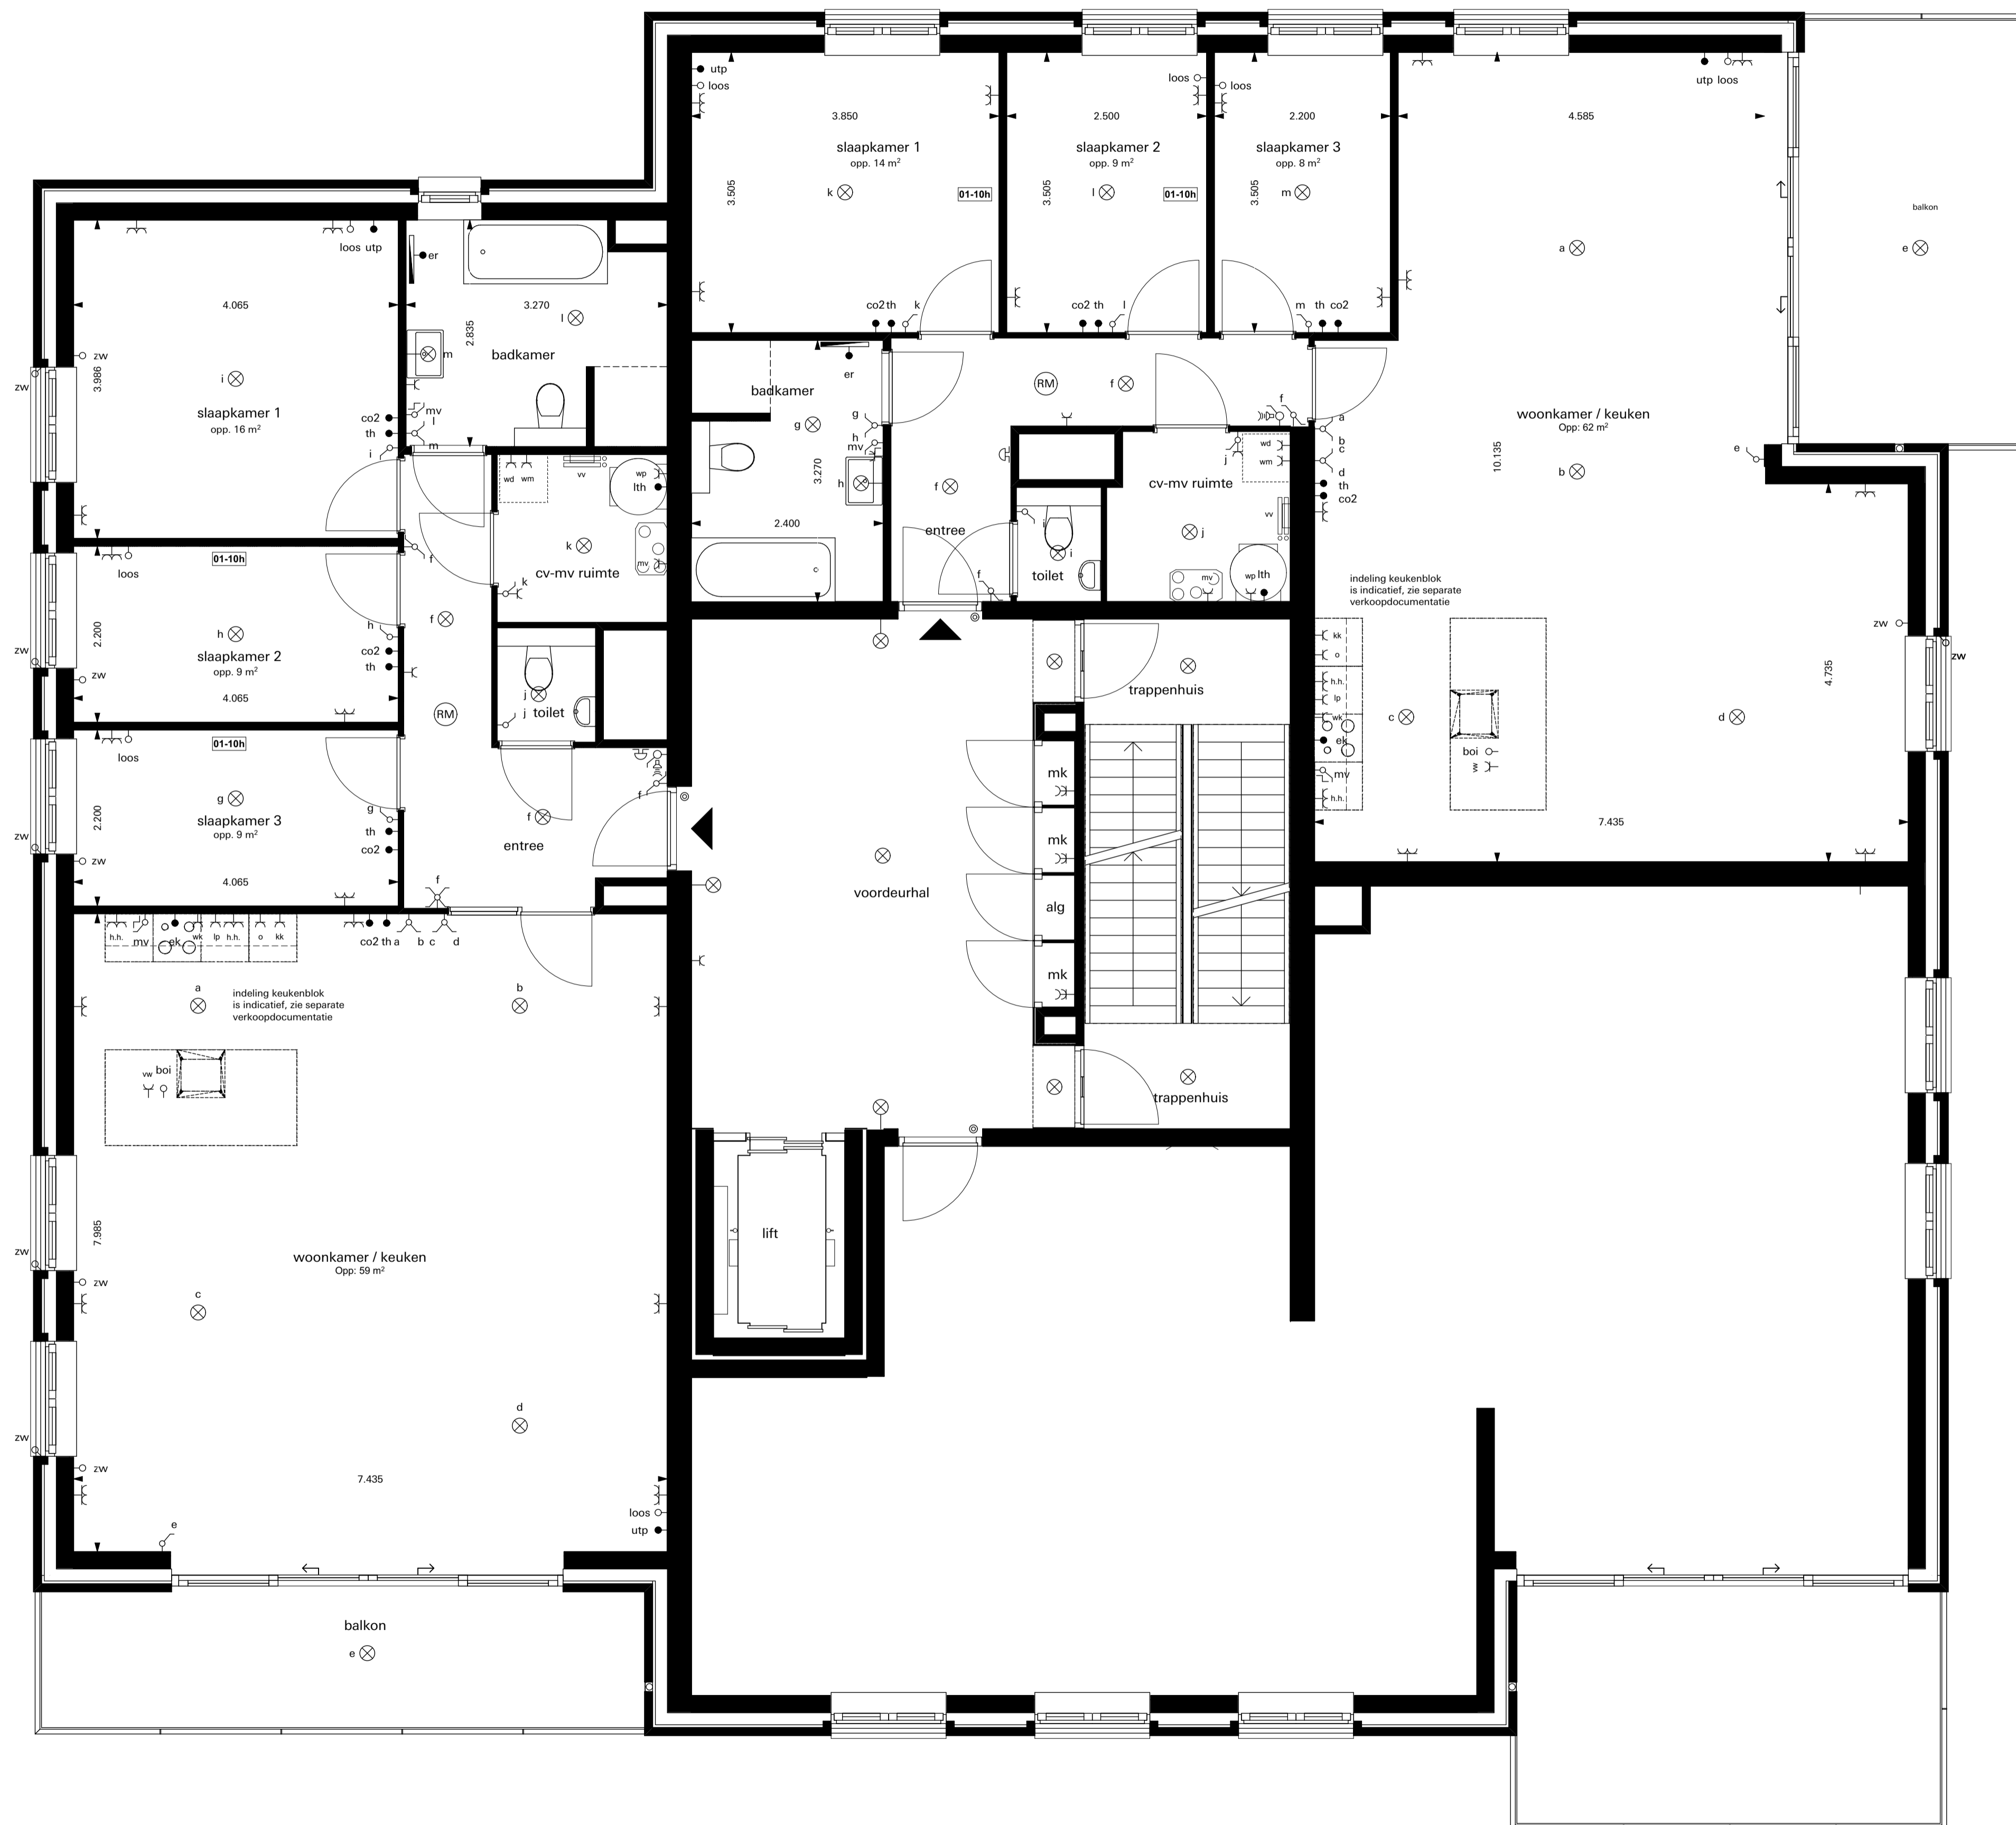 utp
loos
3.850
slaapkamer 1
opp. 14 m²
k
3.505
01-10h
co2 th k
loos
2.500
slaapkamer 2
opp. 9 m²
l
3.505
01-10h
co2 th l
loos
2.200
slaapkamer 3
opp. 8 m²
m
3.505
m th co2
utp loos
4.585
a
woonkamer / keuken
Opp: 62 m²
10.135
b
e
a
b
c
d
th
co2
indeling keukenblok
is indicatief, zie separate
verkoopdocumentatie
kk
o
h.h.
lp
wk
ek
mv
h.h.
c
d
boi
vw
zw
zw
4.735
7.435
balkon
e
loos utp
4.065
zw
3.986
zw
i
slaapkamer 1
opp. 16 m²
co2
th
i
er
3.270
l
2.835
m
badkamer
mv
l
m
wd wm
vv
wp
lth
k
mv
cv-mv ruimte
k
f
f
RM
loos
01-10h
h
h
2.200
slaapkamer 2
opp. 9 m²
co2
th
zw
zw
4.065
loos
01-10h
g
g
2.200
slaapkamer 3
opp. 9 m²
th
co2
zw
zw
4.065
j
j
toilet
f
f
entree
f
h.h.
mv
ek
wk
lp
h.h.
o
kk
co2 th a b c d
a
indeling keukenblok
is indicatief, zie separate
verkoopdocumentatie
b
vw
boi
7.985
woonkamer / keuken
Opp: 59 m²
zw
zw
c
d
zw
zw
7.435
loos
utp
e
balkon
e
er
badkamer
g
g
h
mv
h
3.270
2.400
RM
f
f
f
entree
f
i
i
toilet
j
wd
wm
cv-mv ruimte
vv
j
mv
wp
lth
trappenhuis
mk
mk
alg
mk
voordeurhal
trappenhuis
lift